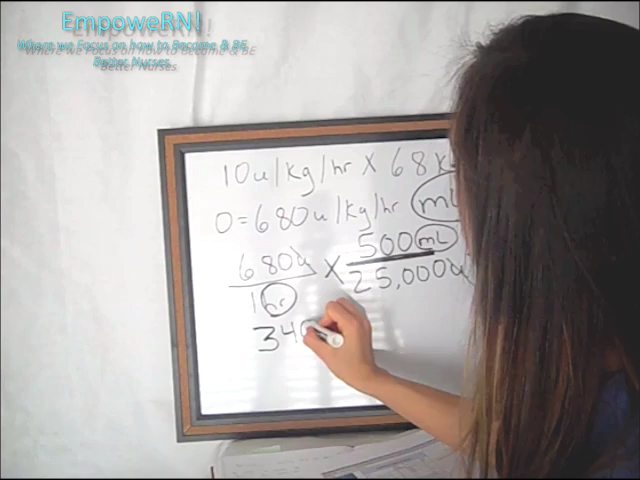 EmpoweRN!
Where we Focus on how to Become & BE
Better Nurses
10u/kg/hr X 68 k
0=680u/kg/hr mL
680u X 500mL
1hr 25,000u
34